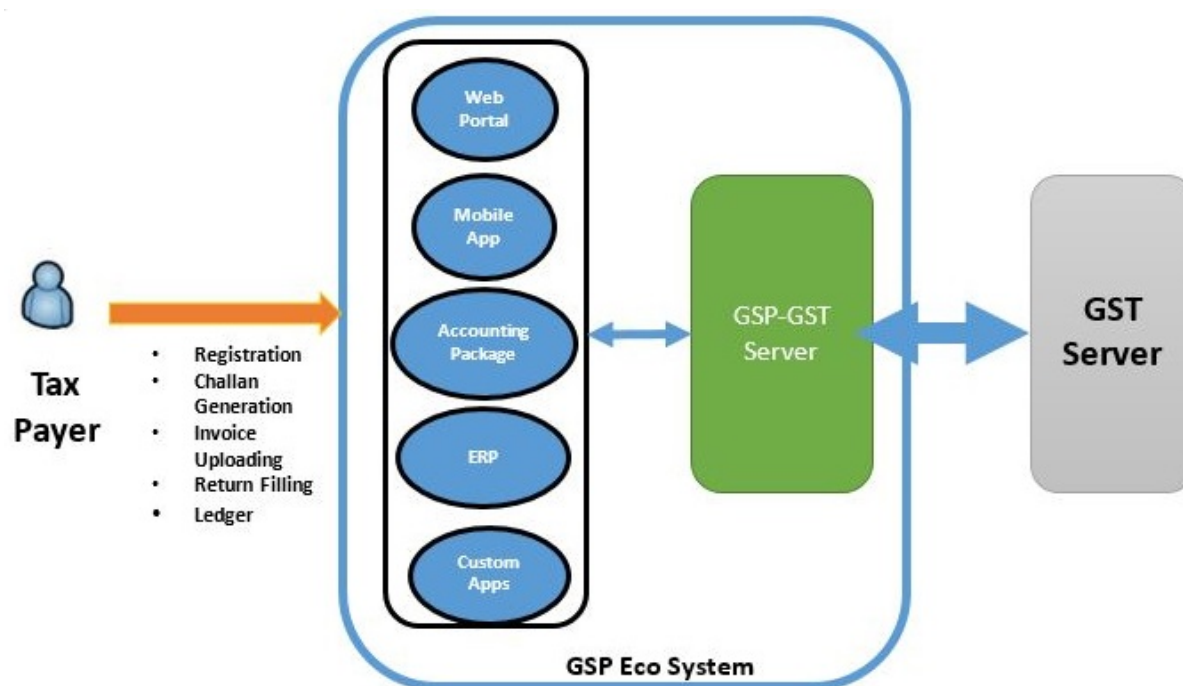 Tax
Payer
• Registration
• Challan
Generation
• Invoice
Uploading
• Return Filling
• Ledger
Web
Portal
Mobile
App
Accounting
Package
ERP
Custom
Apps
GSP-GST
Server
GST
Server
GSP Eco System